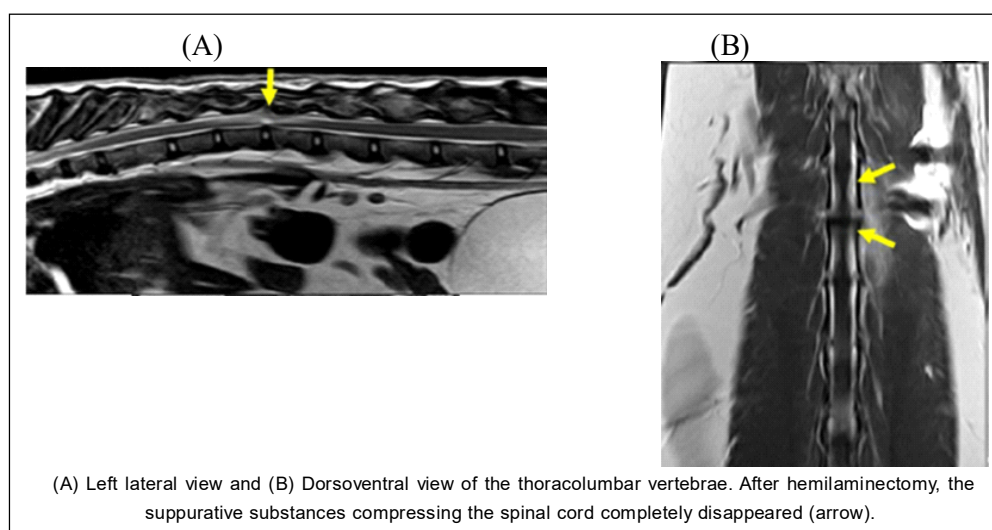 (A)
(B)
(A) Left lateral view and (B) Dorsoventral view of the thoracolumbar vertebrae. After hemilaminectomy, the
suppurative substances compressing the spinal cord completely disappeared (arrow).